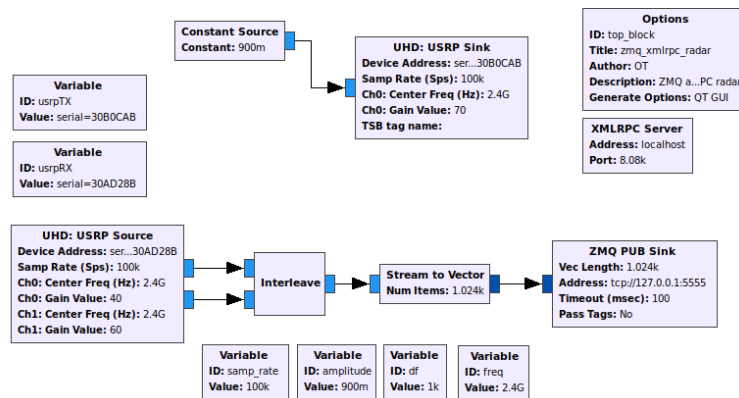 Constant Source
Constant: 900m
UHD: USRP Sink
Device Address: ser...30B0CAB
Samp Rate (Sps): 100k
Ch0: Center Freq (Hz): 2.4G
Ch0: Gain Value: 70
TSB tag name:
Options
ID: top_block
Title: zmq_xmlrpc_radar
Author: OT
Description: ZMQ a...PC radar
Generate Options: QT GUI
Variable
ID: usrpTX
Value: serial=30B0CAB
XMLRPC Server
Address: localhost
Port: 8.08k
Variable
ID: usrpRX
Value: serial=30AD28B
UHD: USRP Source
Device Address: ser...30AD28B
Samp Rate (Sps): 100k
Ch0: Center Freq (Hz): 2.4G
Ch0: Gain Value: 40
Ch1: Center Freq (Hz): 2.4G
Ch1: Gain Value: 60
Interleave
Stream to Vector
Num Items: 1.024k
ZMQ PUB Sink
Vec Length: 1.024k
Address: tcp://127.0.0.1:5555
Timeout (msec): 100
Pass Tags: No
Variable
ID: samp_rate
Value: 100k
Variable
ID: amplitude
Value: 900m
Variable
ID: df
Value: 1k
Variable
ID: freq
Value: 2.4G